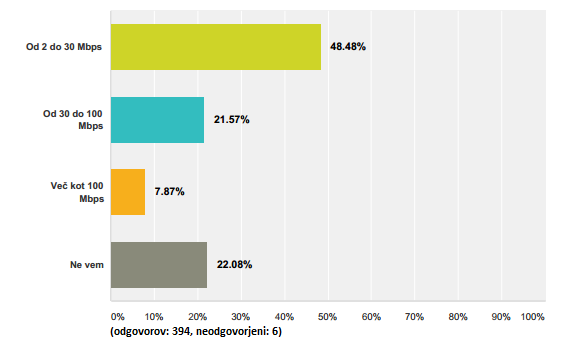 Od 2 do 30 Mbps
48.48%
Od 30 do 100
Mbps
21.57%
Več kot 100
Mbps
7.87%
Ne vem
22.08%
0% 10% 20% 30% 40% 50% 60% 70% 80% 90% 100%
(odgovorov: 394, neodgovorjeni: 6)